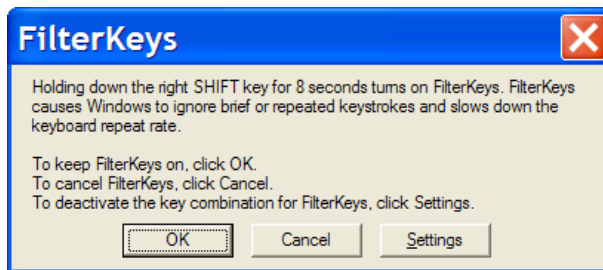 FilterKeys
Holding down the right SHIFT key for 8 seconds turns on FilterKeys. FilterKeys
causes Windows to ignore brief or repeated keystrokes and slows down the
keyboard repeat rate.
To keep FilterKeys on, click OK.
To cancel FilterKeys, click Cancel.
To deactivate the key combination for FilterKeys, click Settings.
OK Cancel Settings